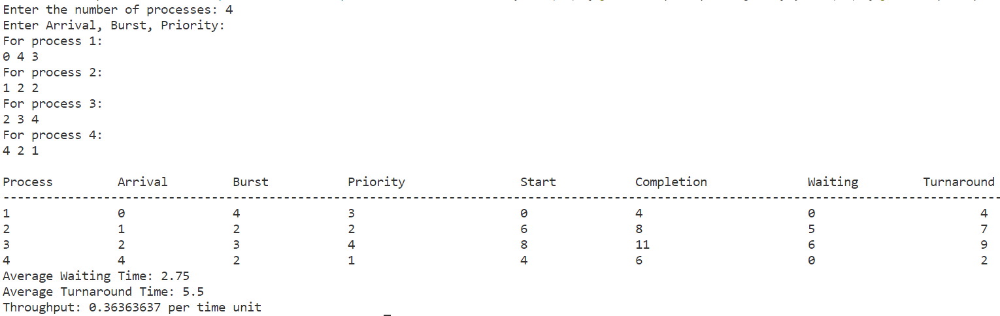 Enter the number of processes: 4
Enter Arrival, Burst, Priority:
For process 1:
0 4 3
For process 2:
1 2 2
For process 3:
2 3 4
For process 4:
4 2 1
Process Arrival Burst Priority Start Completion Waiting Turnaround
-------------------------------------------------------------------------------------------------------------------------------------------
1 0 4 3 0 4 0 4
2 1 2 2 6 8 5 7
3 2 3 4 8 11 6 9
4 4 2 1 4 6 0 2
Average Waiting Time: 2.75
Average Turnaround Time: 5.5
Throughput: 0.36363637 per time unit